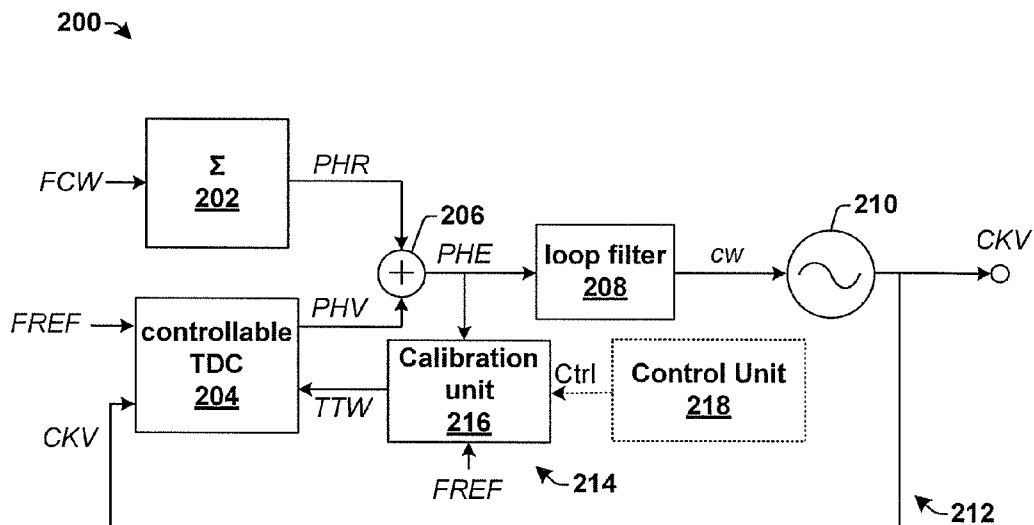 200
Σ
202
FCW
PHR
206
PHE
loop filter
208
cw
210
CKV
FREF
controllable
TDC
204
PHV
TTW
CKV
Calibration
unit
216
Ctrl
Control Unit
218
FREF
214
212